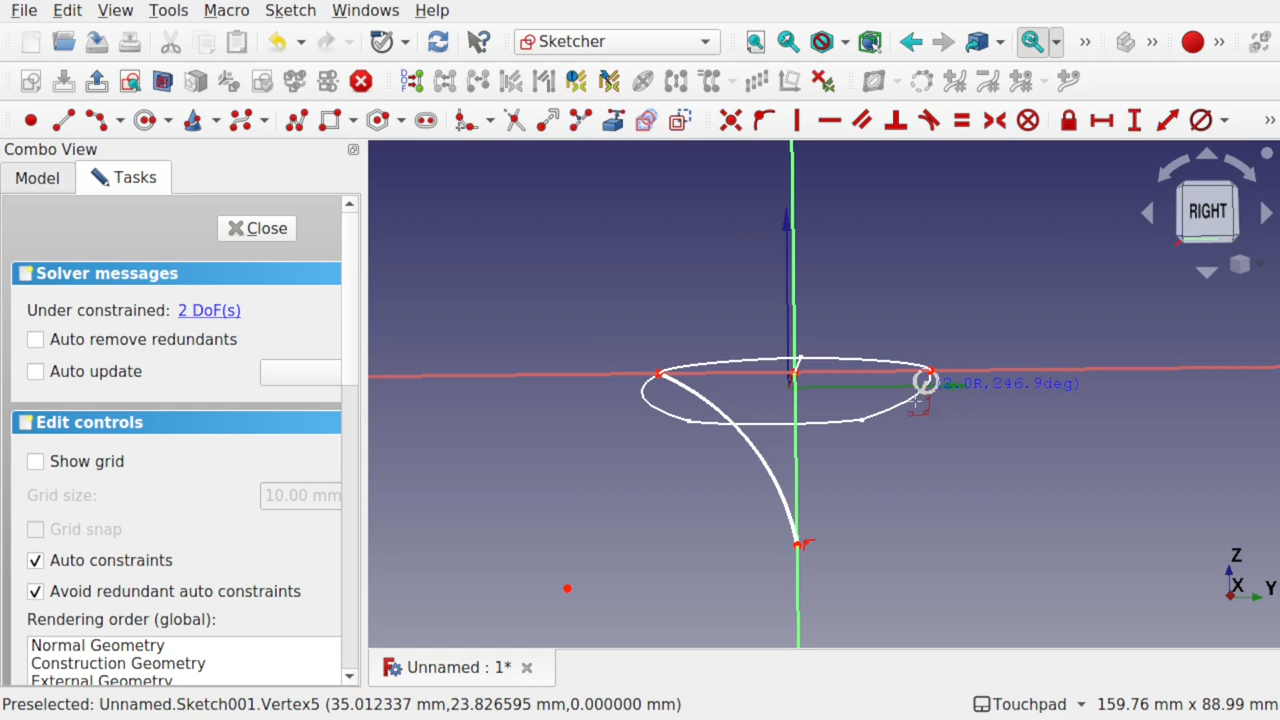 File Edit View Tools Macro Sketch Windows Help
Sketcher
Combo View
Model Tasks
Close
RIGHT
Solver messages
Under constrained: 2 DoF(s)
Auto remove redundants
Auto update
Edit controls
Show grid
Grid size: 10.00 mm
Grid snap
Auto constraints
Avoid redundant auto constraints
Rendering order (global):
Normal Geometry
Construction Geometry
External Geometry
Z
X
Y
Unnamed : 1*
Preselected: Unnamed.Sketch001.Vertex5 (35.012337 mm,23.826595 mm,0.000000 mm)
Touchpad 159.76 mm x 88.99 mm